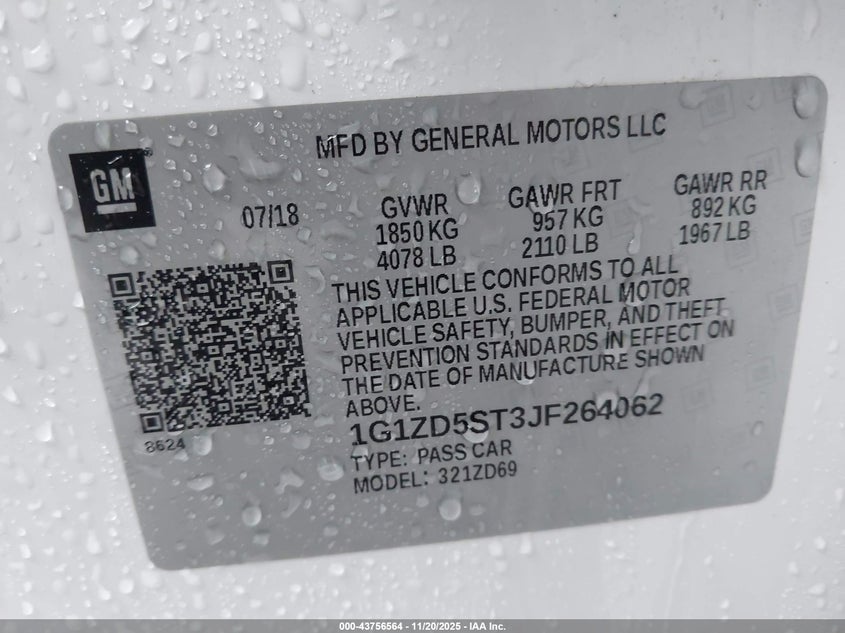 MFD BY GENERAL MOTORS LLC
GM
07/18
GVWR
1850 KG
4078 LB
GAWR FRT
957 KG
2110 LB
GAWR RR
892 KG
1967 LB
THIS VEHICLE CONFORMS TO ALL
APPLICABLE U.S. FEDERAL MOTOR
VEHICLE SAFETY, BUMPER, AND THEFT
PREVENTION STANDARDS IN EFFECT ON
THE DATE OF MANUFACTURE SHOWN
ABOVE.
8624
1G1ZD5ST3JF264062
TYPE: PASS CAR
MODEL: 321ZD69
000-43756564 | 11/20/2025 - IAA Inc.